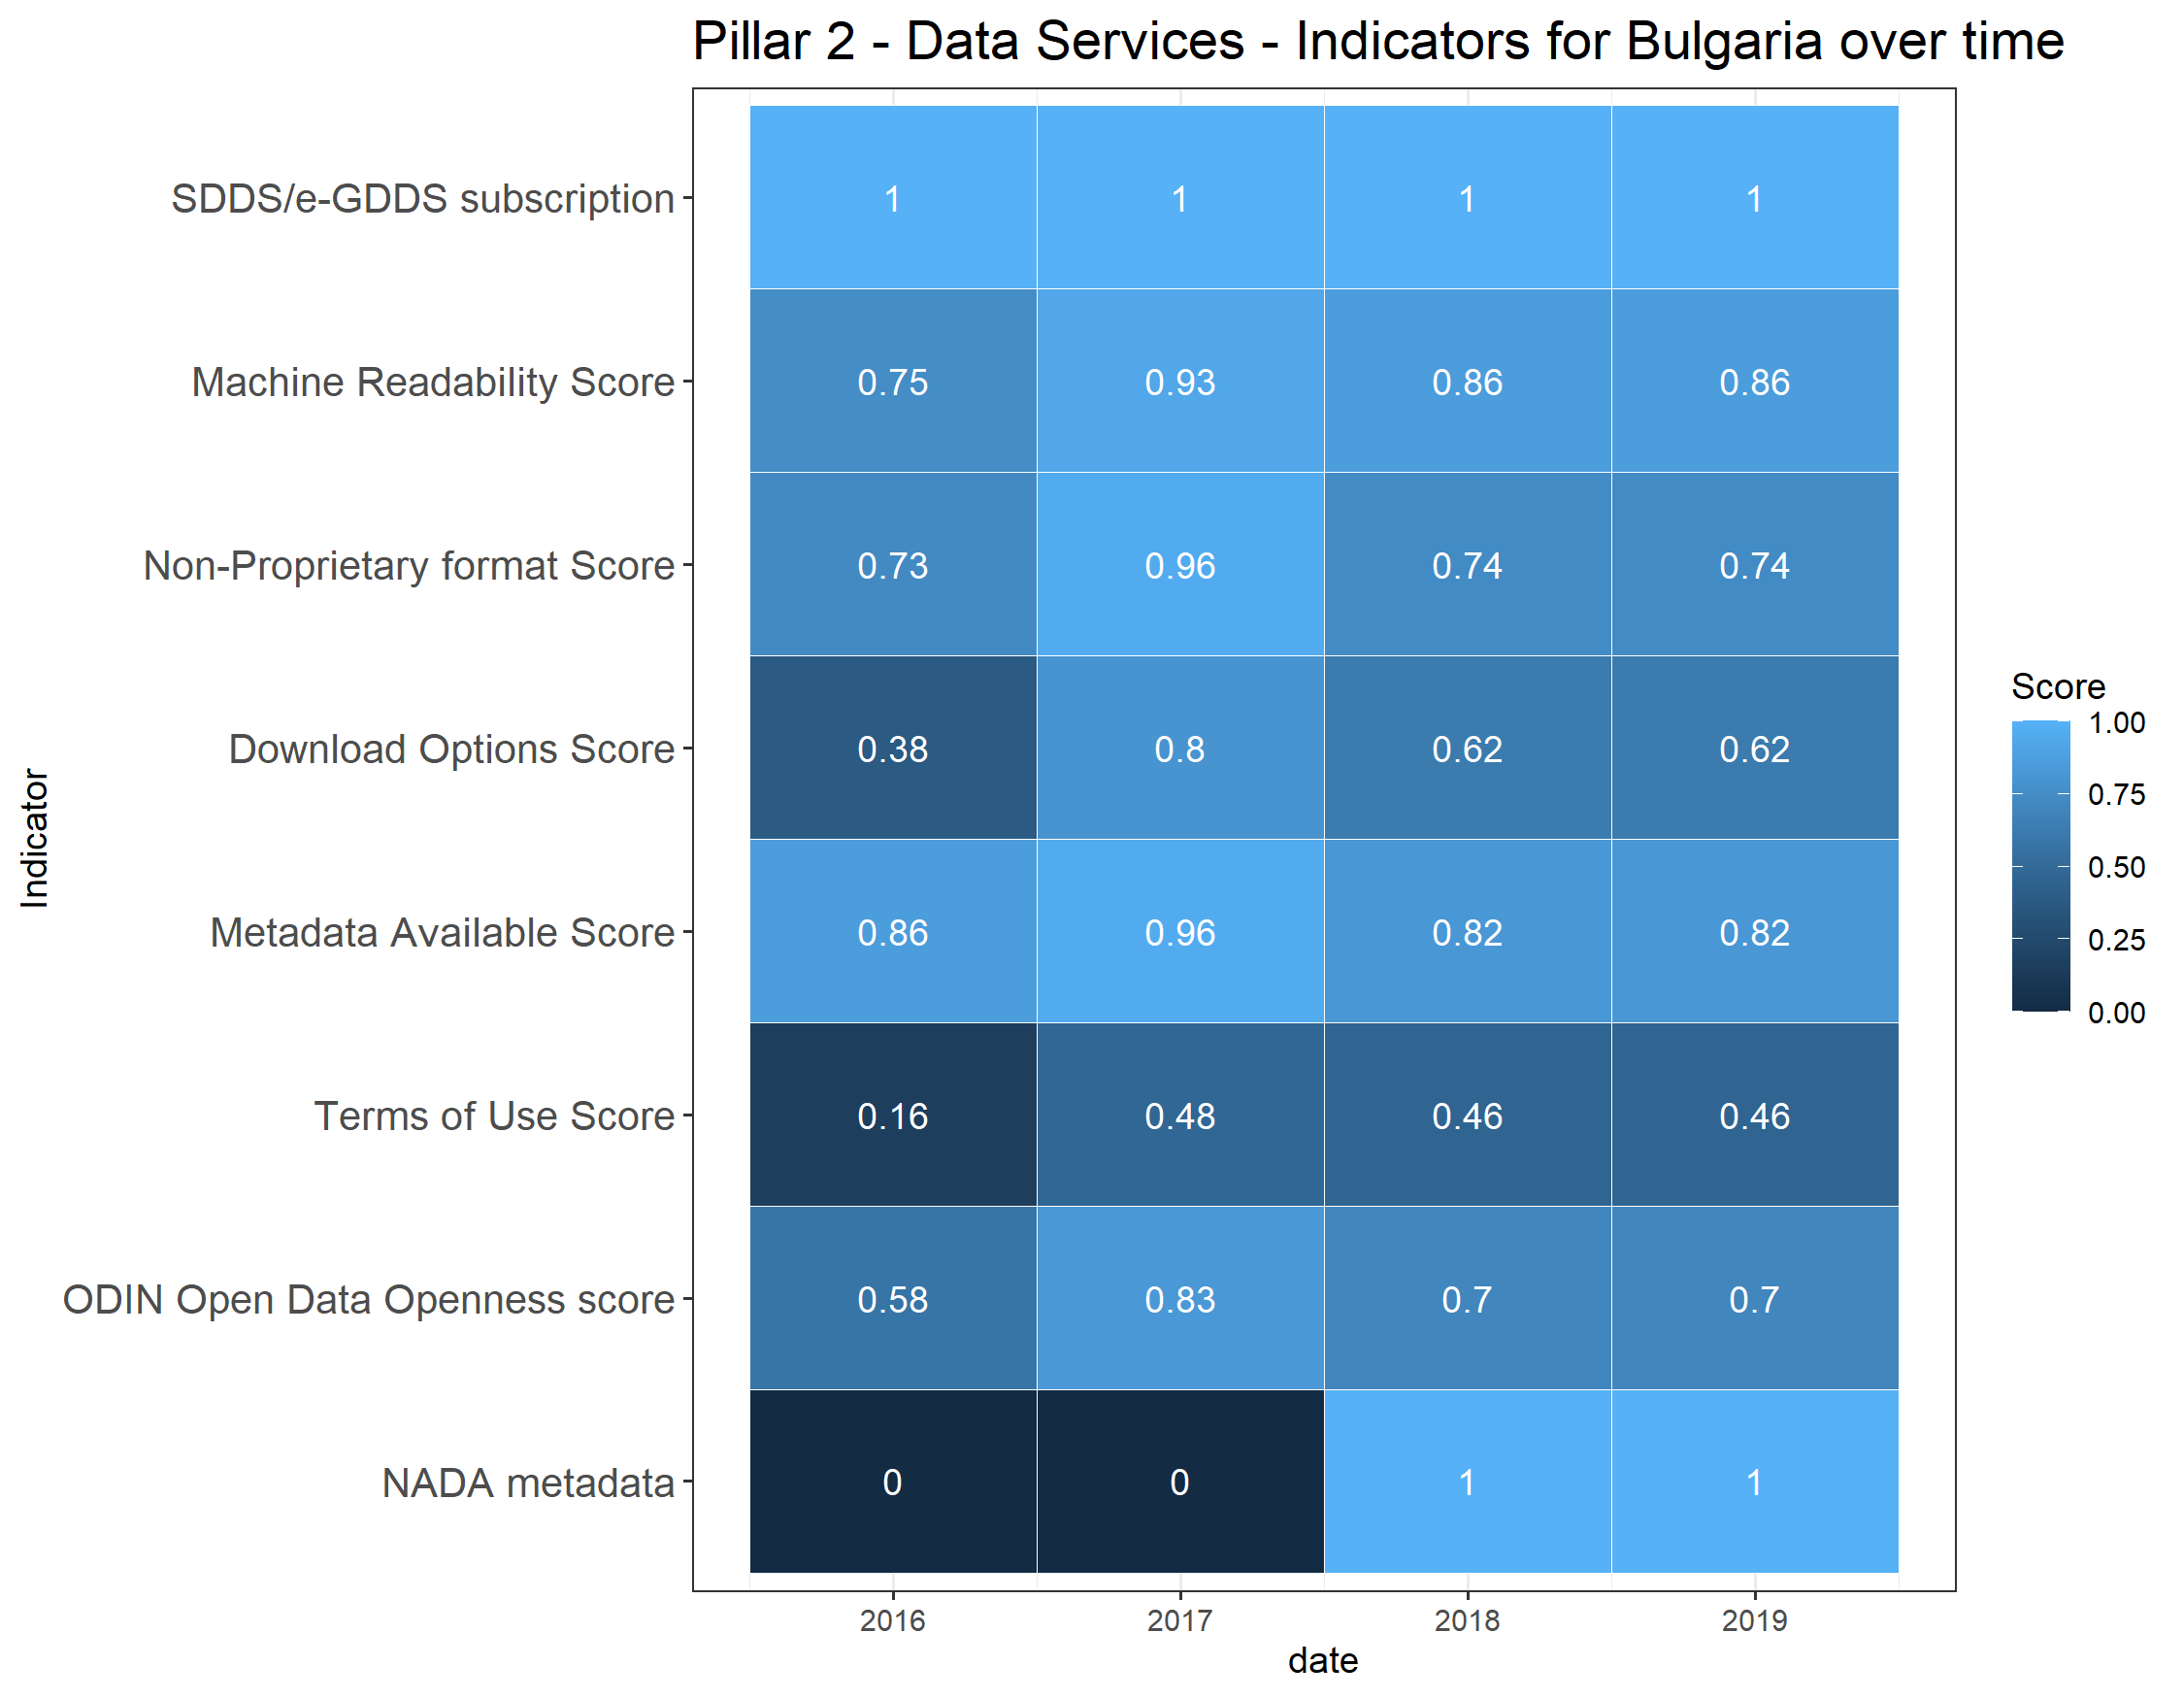 Pillar 2 - Data Services - Indicators for Bulgaria over time
Indicator
SDDS/e-GDDS subscription 1 1 1 1
Machine Readability Score 0.75 0.93 0.86 0.86
Non-Proprietary format Score 0.73 0.96 0.74 0.74
Download Options Score 0.38 0.8 0.62 0.62
Metadata Available Score 0.86 0.96 0.82 0.82
Terms of Use Score 0.16 0.48 0.46 0.46
ODIN Open Data Openness score 0.58 0.83 0.7 0.7
NADA metadata 0 0 1 1
2016 2017 2018 2019
date
Score
1.00
0.75
0.50
0.25
0.00